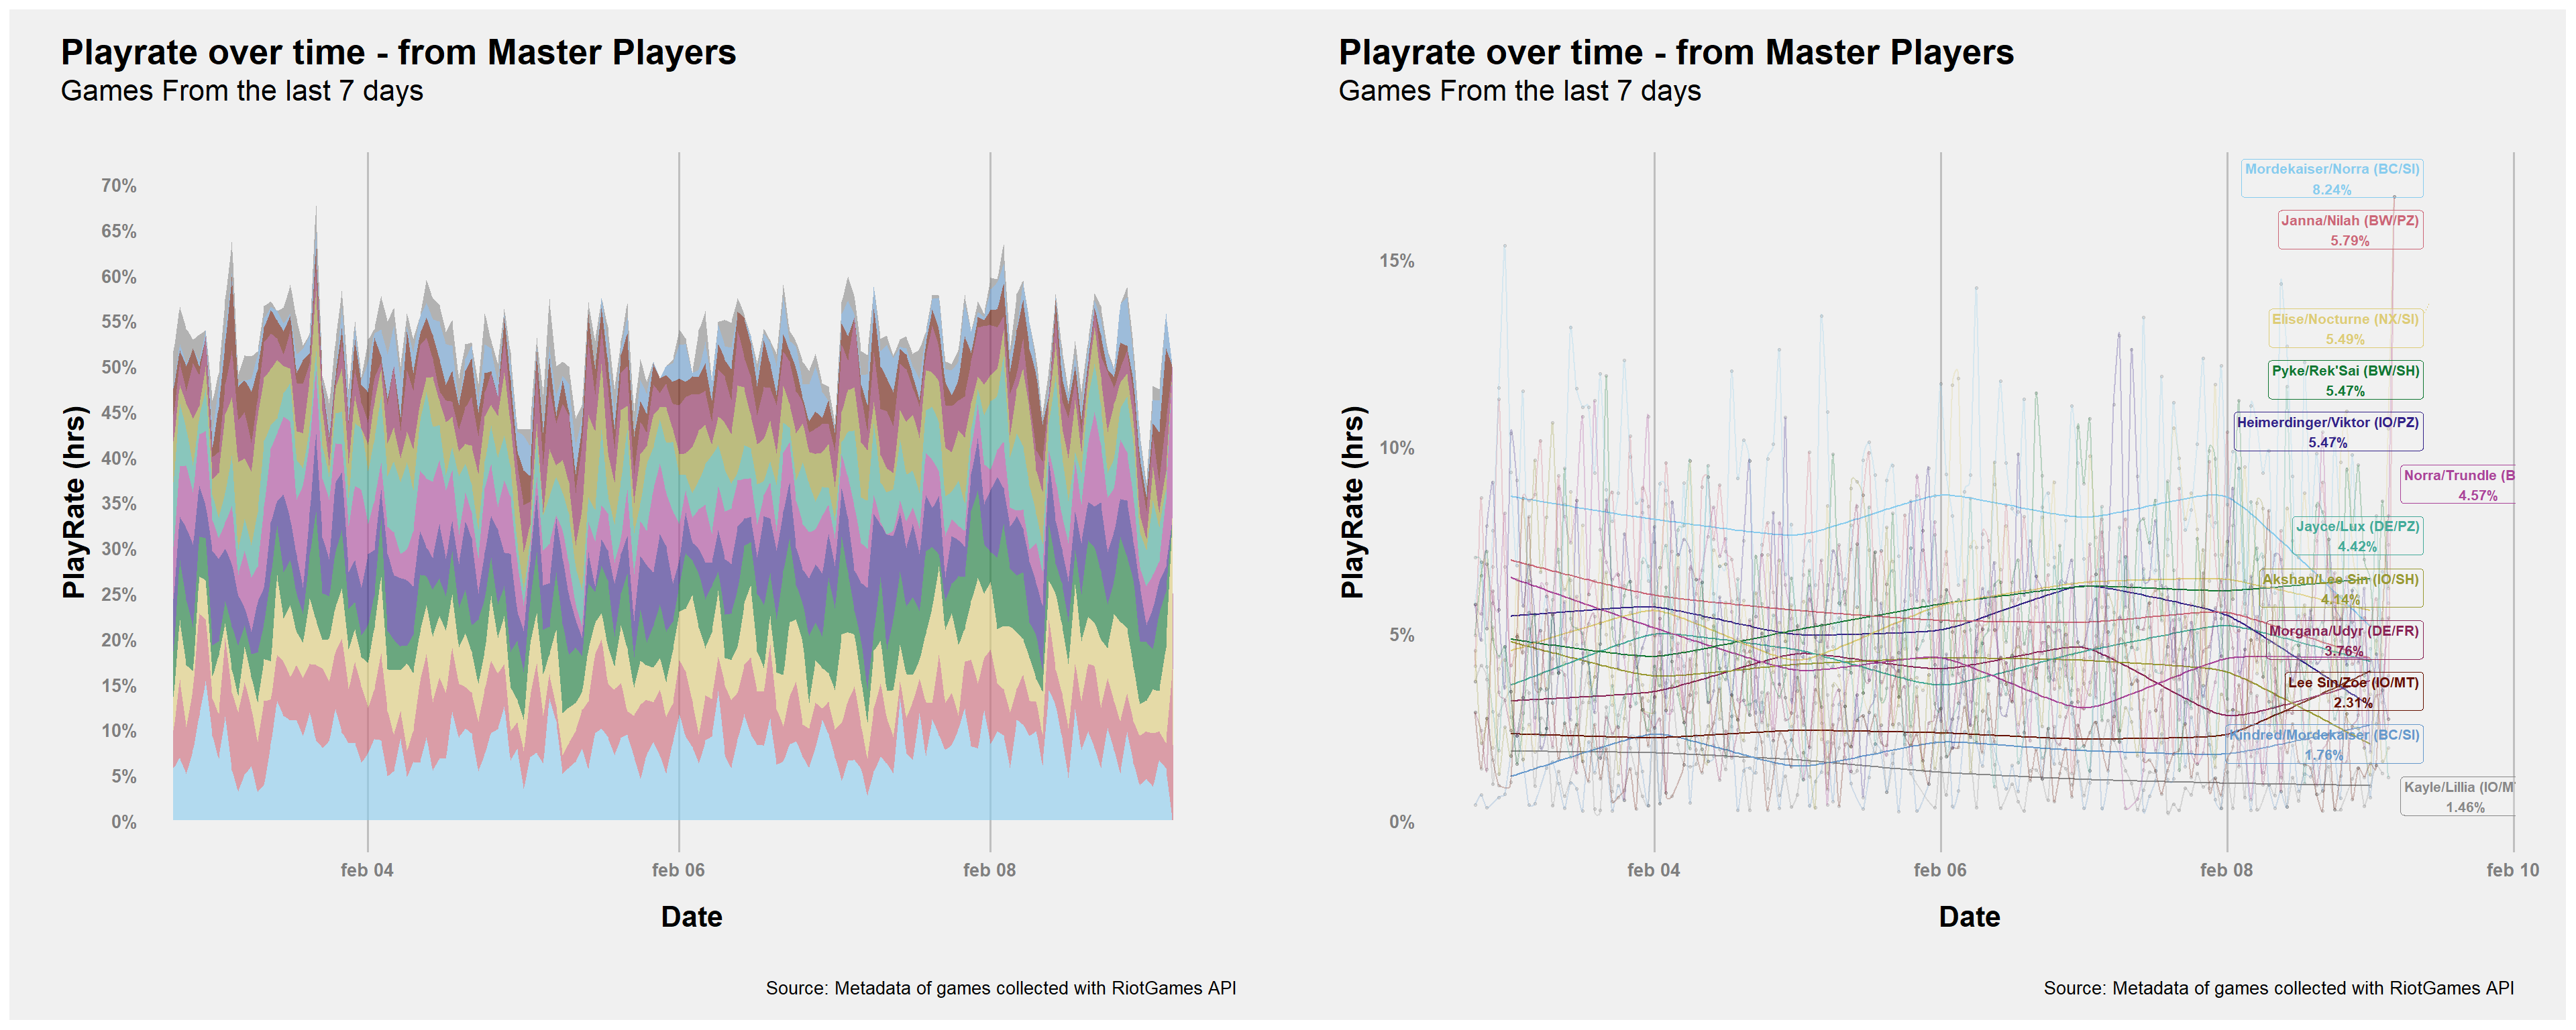 Playrate over time - from Master Players
Games From the last 7 days
70%
65%
60%
55%
50%
45%
40%
35%
30%
25%
20%
15%
10%
5%
0%
PlayRate (hrs)
feb 04
feb 06
feb 08
Date
Source: Metadata of games collected with RiotGames API
Playrate over time - from Master Players
Games From the last 7 days
15%
10%
5%
0%
PlayRate (hrs)
Mordekaiser/Norra (BC/SI)
8.24%
Janna/Nilah (BW/PZ)
5.79%
Elise/Nocturne (NX/SI)
5.49%
Pyke/Rek'Sai (BW/SH)
5.47%
Heimerdinger/Viktor (IO/PZ)
5.47%
Norra/Trundle (B
4.57%
Jayce/Lux (DE/PZ)
4.42%
Akshan/Lee Sin (IO/SH)
4.14%
Morgana/Udyr (DE/FR)
3.76%
Lee Sin/Zoe (IO/MT)
2.31%
Kindred/Mordekaiser (BC/SI)
1.76%
Kayle/Lillia (IO/M
1.46%
feb 04
feb 06
feb 08
feb 10
Date
Source: Metadata of games collected with RiotGames API